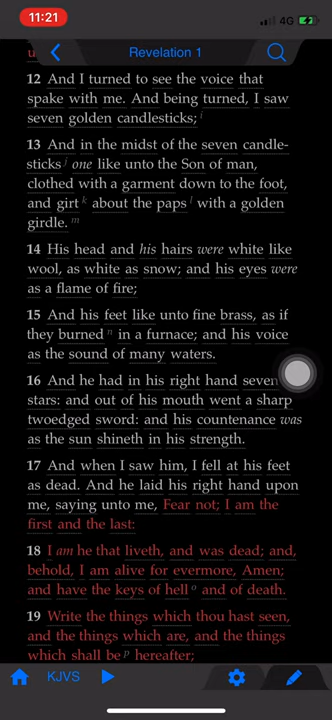 11:21
4G
Revelation 1
12 And I turned to see the voice that
spake with me. And being turned, I saw
seven golden candlesticks; i
13 And in the midst of the seven candle-
sticks j one like unto the Son of man,
clothed with a garment down to the foot,
and girt k about the paps l with a golden
girdle. m
14 His head and his hairs were white like
wool, as white as snow; and his eyes were
as a flame of fire;
15 And his feet like unto fine brass, as if
they burned n in a furnace; and his voice
as the sound of many waters.
16 And he had in his right hand seven
stars: and out of his mouth went a sharp
twoedged sword: and his countenance was
as the sun shineth in his strength.
17 And when I saw him, I fell at his feet
as dead. And he laid his right hand upon
me, saying unto me, Fear not; I am the
first and the last:
18 I am he that liveth, and was dead; and,
behold, I am alive for evermore, Amen;
and have the keys of hell o and of death.
19 Write the things which thou hast seen,
and the things which are, and the things
which shall be p hereafter;
KJVS